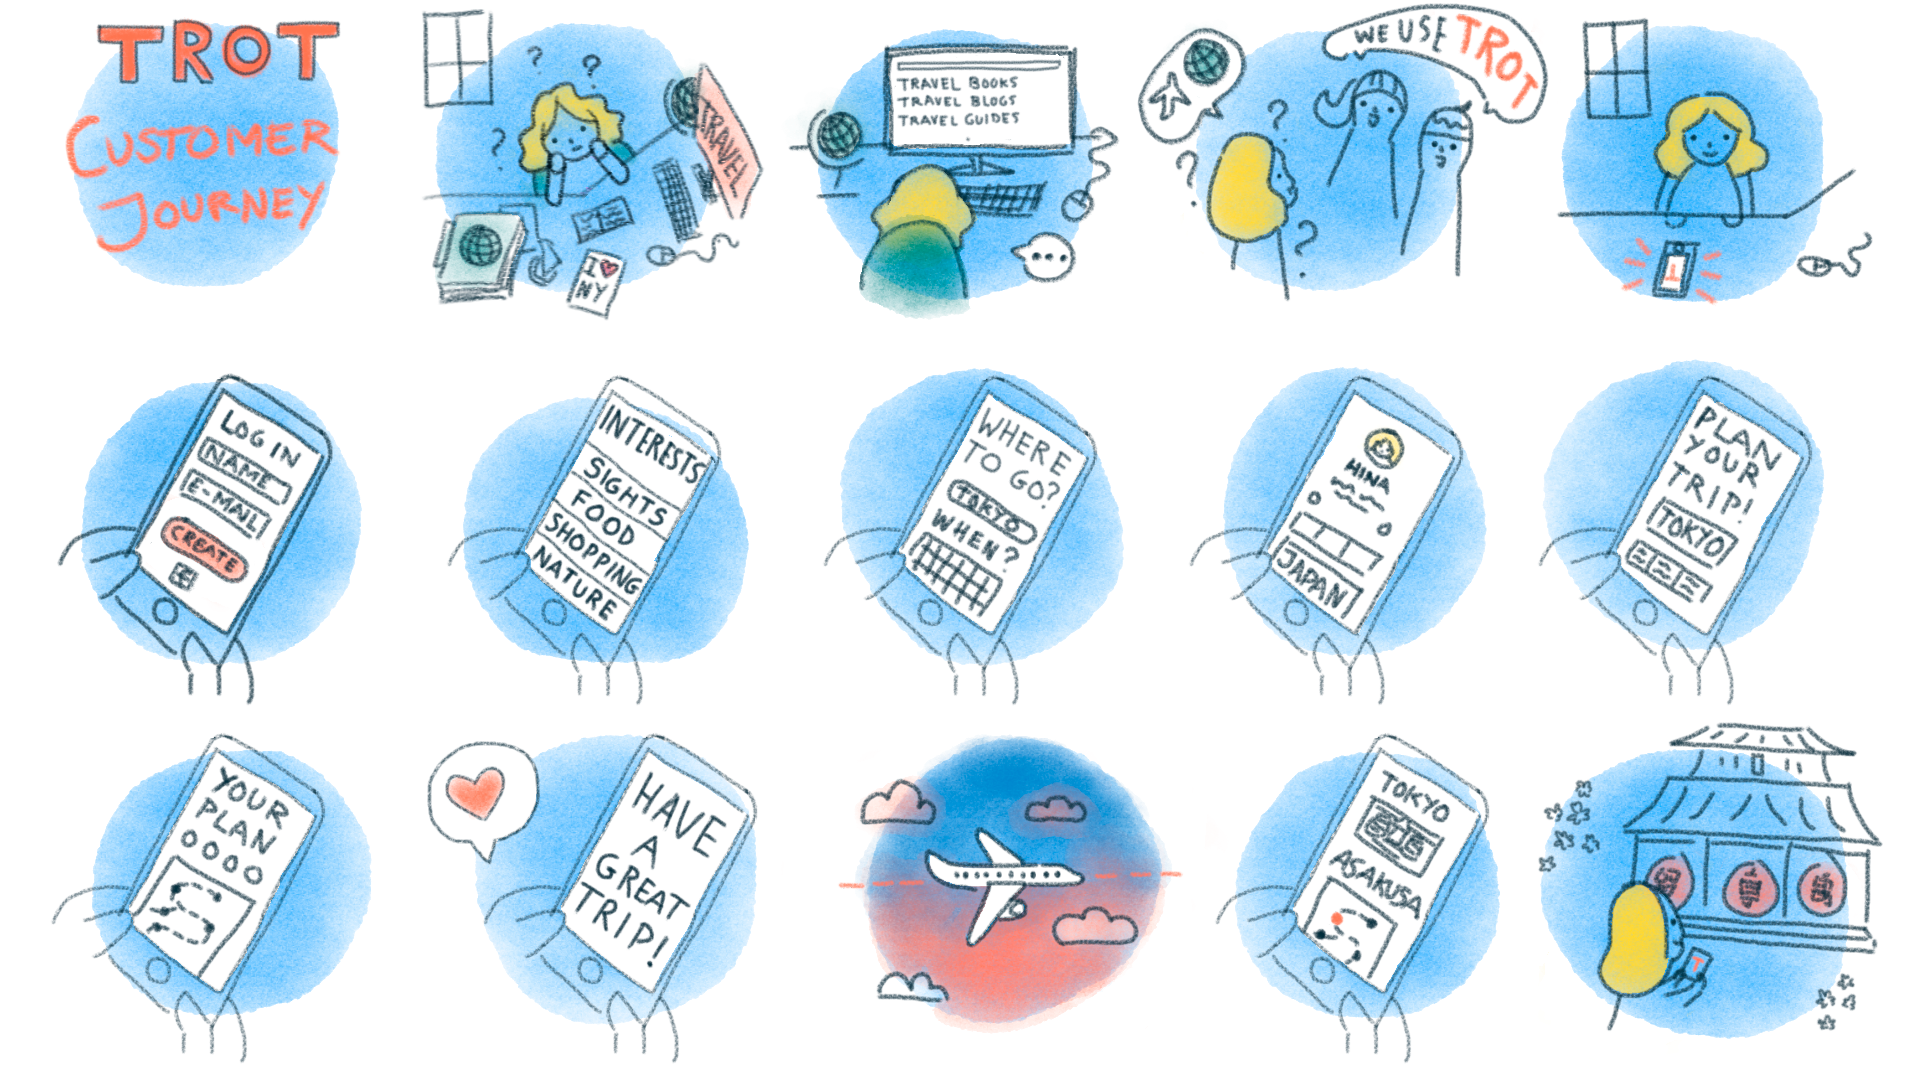 TROT
CUSTOMER
JOURNEY
TRAVEL
I ♥
NY
TRAVEL BOOKS
TRAVEL BLOGS
TRAVEL GUIDES
WE USE TROT
LOG IN
NAME
E-MAIL
CREATE
INTERESTS
SIGHTS
FOOD
SHOPPING
NATURE
WHERE
TO GO?
TOKYO
WHEN?
HINA
JAPAN
PLAN
YOUR
TRIP!
TOKYO
YOUR
PLAN
HAVE
A
GREAT
TRIP!
TOKYO
ASAKUSA
T